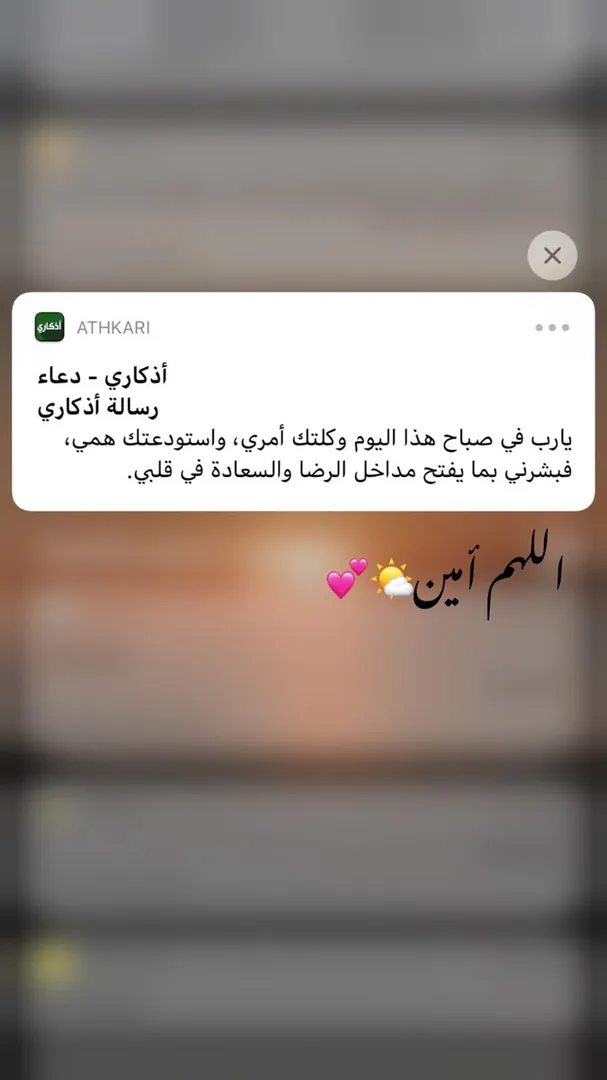 أذكاري ATHKARI
أذكاري - دعاء
رسالة أذكاري
يارب في صباح هذا اليوم وكلتك أمري، واستودعتك همي،
فبشرني بما يفتح مداخل الرضا والسعادة في قلبي.
اللهم أمين🌤️💕